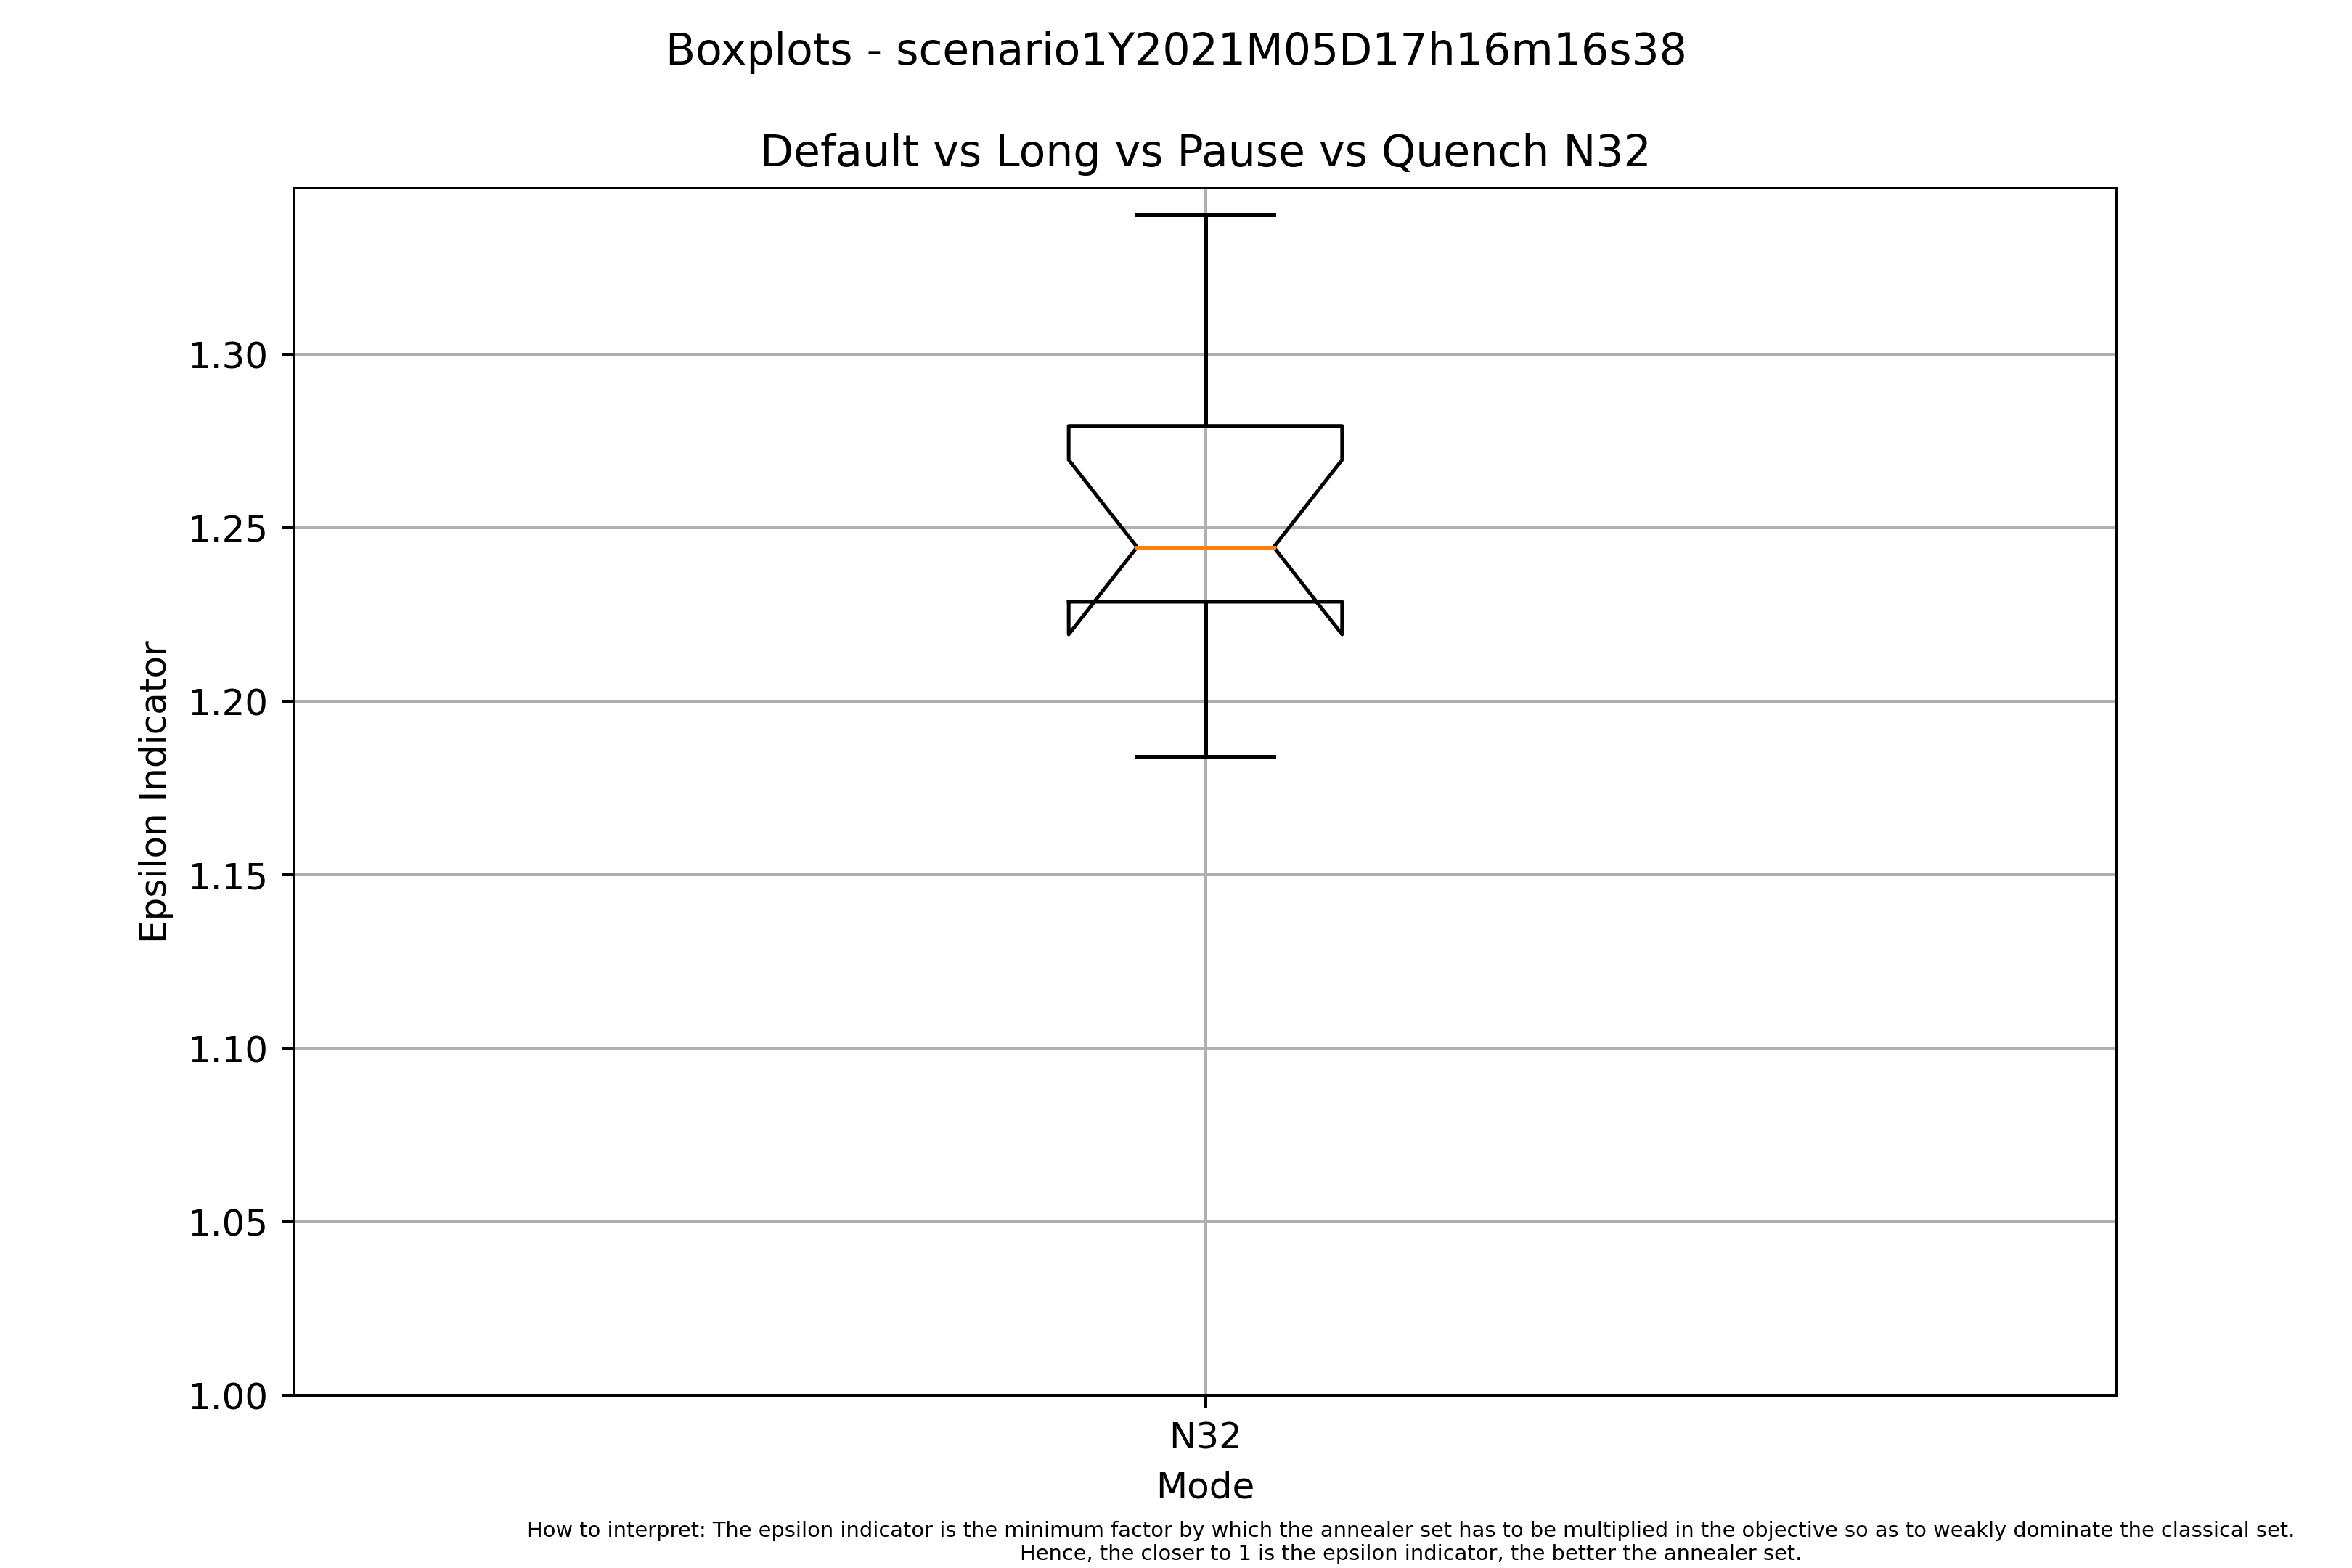 Boxplots - scenario1Y2021M05D17h16m16s38
Default vs Long vs Pause vs Quench N32
Epsilon Indicator
1.30
1.25
1.20
1.15
1.10
1.05
1.00
N32
Mode
How to interpret: The epsilon indicator is the minimum factor by which the annealer set has to be multiplied in the objective so as to weakly dominate the classical set.
Hence, the closer to 1 is the epsilon indicator, the better the annealer set.